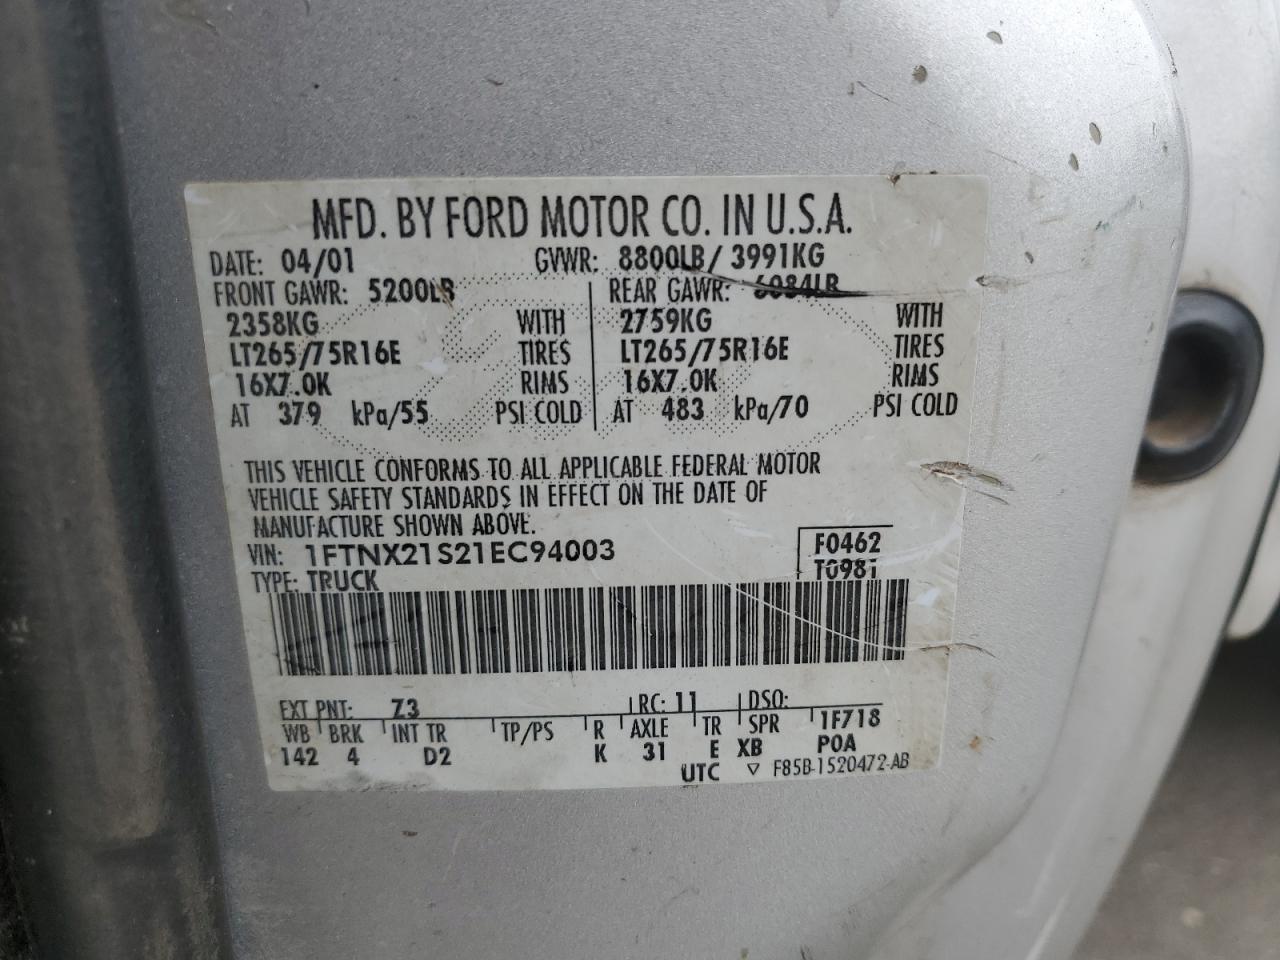 MFD. BY FORD MOTOR CO. IN U.S.A.
DATE: 04/01 GVWR: 8800LB/ 3991KG
FRONT GAWR: 5200LB REAR GAWR: 6084LB
2358KG WITH 2759KG WITH
LT265/75R16E TIRES LT265/75R16E TIRES
16X7.0K RIMS 16X7.0K RIMS
AT 379 kPa/55 PSI COLD AT 483 kPa/70 PSI COLD
THIS VEHICLE CONFORMS TO ALL APPLICABLE FEDERAL MOTOR
VEHICLE SAFETY STANDARDS IN EFFECT ON THE DATE OF
MANUFACTURE SHOWN ABOVE.
VIN: 1FTNX21S21EC94003 F0462
TYPE: TRUCK T0981
EXT PNT: Z3 RC: 11 DSO:
WB BRK INT TR TP/PS R AXLE TR SPR 1F718
142 4 D2 K 31 E XB P0A
UTC ▽ F85B-1520472-AB